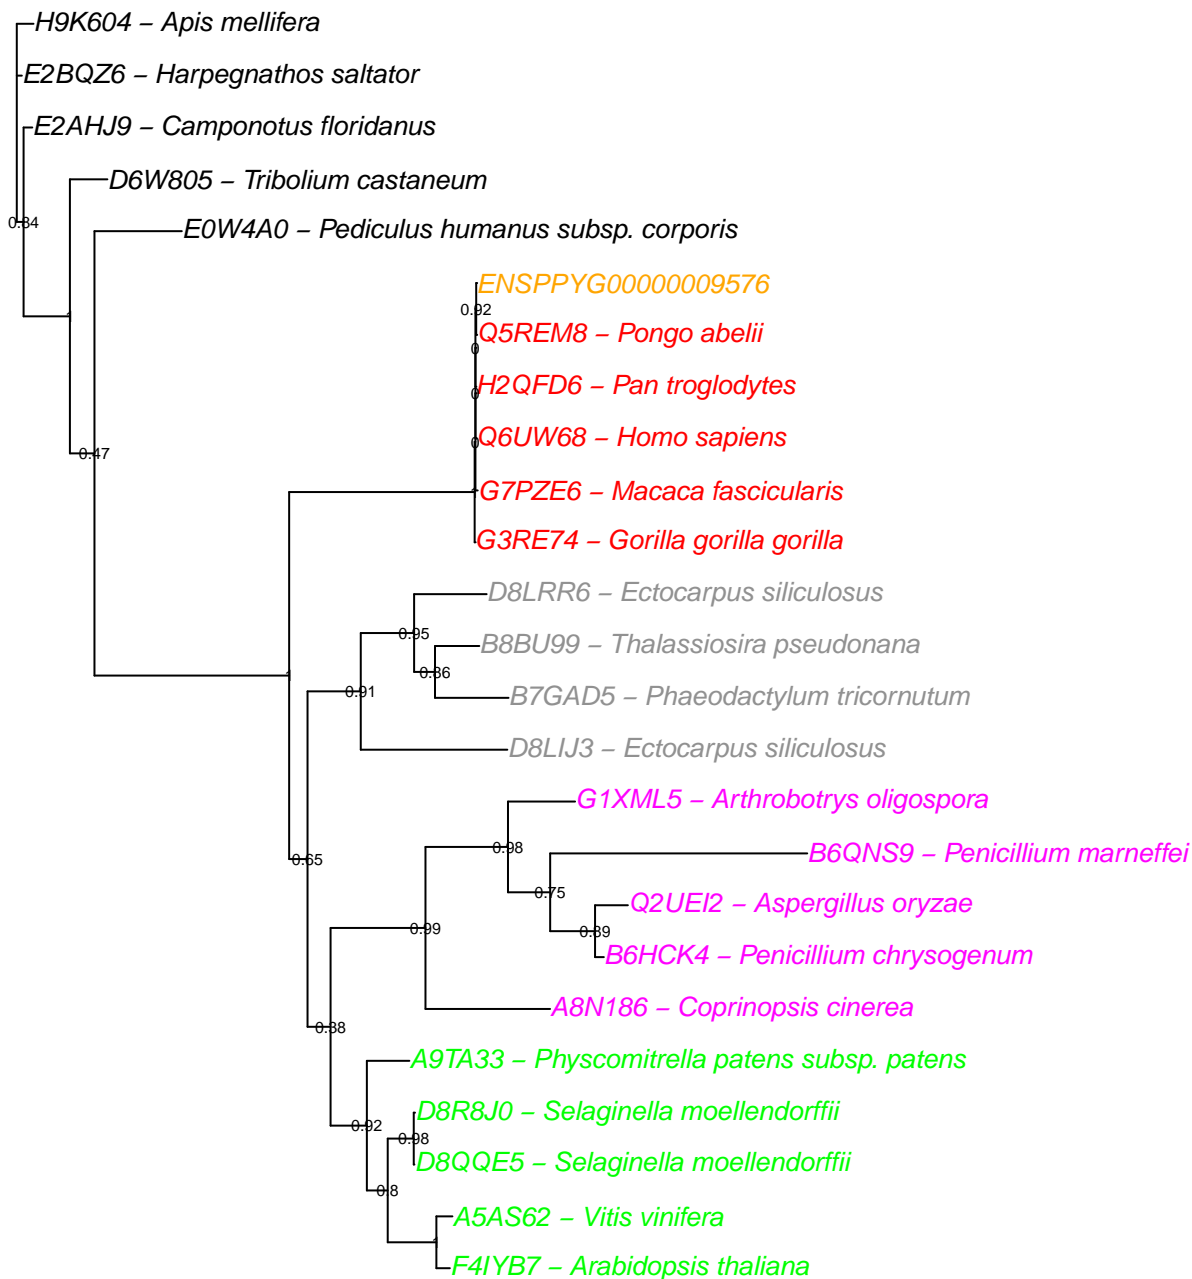 H9K604 – Apis mellifera
E2BQZ6 – Harpegnathos saltator
E2AHJ9 – Camponotus floridanus
D6W805 – Tribolium castaneum
0.84
E0W4A0 – Pediculus humanus subsp. corporis
ENSPPYG00000009576
0.92
Q5REM8 – Pongo abelii
0
H2QFD6 – Pan troglodytes
0
Q6UW68 – Homo sapiens
0
0.47
G7PZE6 – Macaca fascicularis
1
G3RE74 – Gorilla gorilla gorilla
D8LRR6 – Ectocarpus siliculosus
0.95
B8BU99 – Thalassiosira pseudonana
0.86
1
0.91
B7GAD5 – Phaeodactylum tricornutum
D8LIJ3 – Ectocarpus siliculosus
G1XML5 – Arthrobotrys oligospora
0.98
B6QNS9 – Penicillium marneffei
0.65
0.75
Q2UEI2 – Aspergillus oryzae
0.99
0.89
B6HCK4 – Penicillium chrysogenum
A8N186 – Coprinopsis cinerea
0.88
A9TA33 – Physcomitrella patens subsp. patens
D8R8J0 – Selaginella moellendorffii
0.92
0.98
D8QQE5 – Selaginella moellendorffii
0.8
A5AS62 – Vitis vinifera
1
F4IYB7 – Arabidopsis thaliana